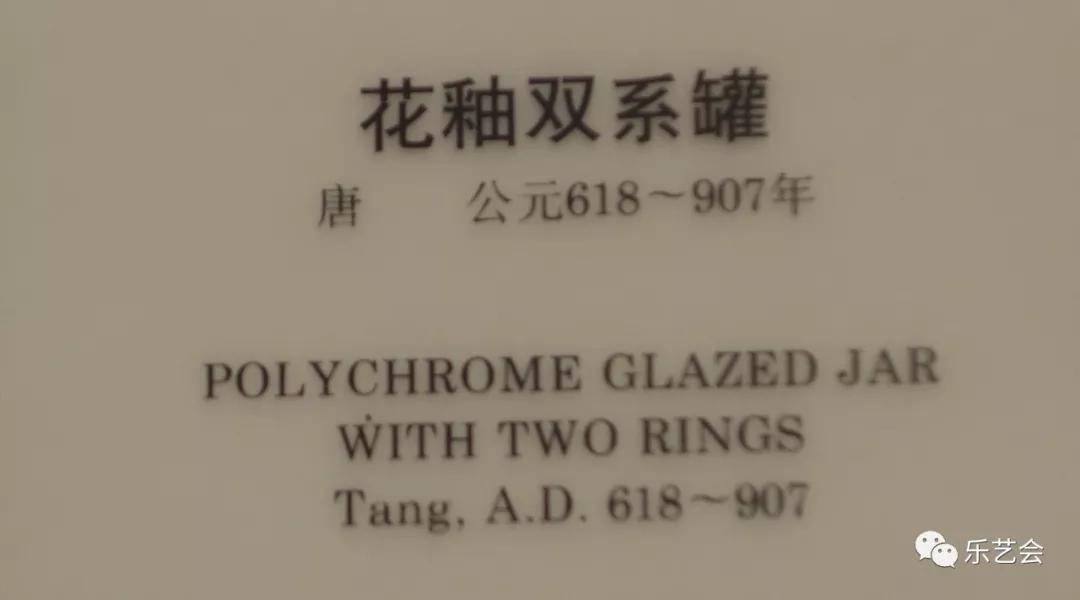 花釉双系罐
唐 公元618～907年
POLYCHROME GLAZED JAR
WITH TWO RINGS
Tang, A.D. 618～907
乐艺会